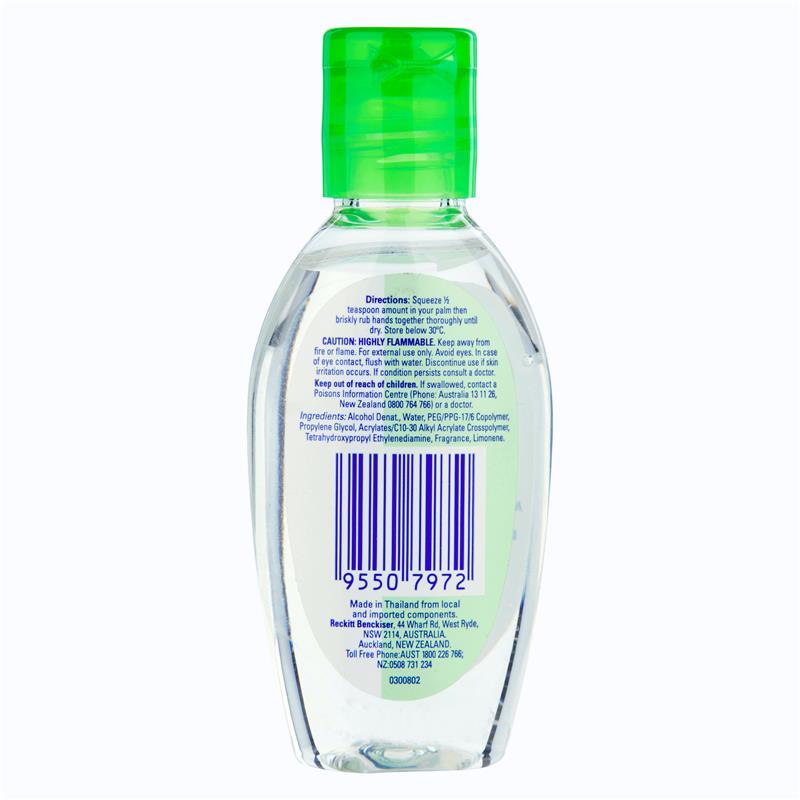 Directions: Squeeze ½
teaspoon amount in your palm then
briskly rub hands together thoroughly until
dry. Store below 30°C.
CAUTION: HIGHLY FLAMMABLE. Keep away from
fire or flame. For external use only. Avoid eyes. In case
of eye contact, flush with water. Discontinue use if skin
irritation occurs. If condition persists consult a doctor.
Keep out of reach of children. If swallowed, contact a
Poisons Information Centre (Phone: Australia 13 11 26,
New Zealand 0800 764 766) or a doctor.
Ingredients: Alcohol Denat., Water, PEG/PPG-17/6 Copolymer,
Propylene Glycol, Acrylates/C10-30 Alkyl Acrylate Crosspolymer,
Tetrahydroxypropyl Ethylenediamine, Fragrance, Limonene.
9550 7972
Made in Thailand from local
and imported components.
Reckitt Benckiser, 44 Wharf Rd, West Ryde,
NSW 2114, AUSTRALIA.
Auckland, NEW ZEALAND.
Toll Free Phone:AUST 1800 226 766;
NZ:0508 731 234
0300802